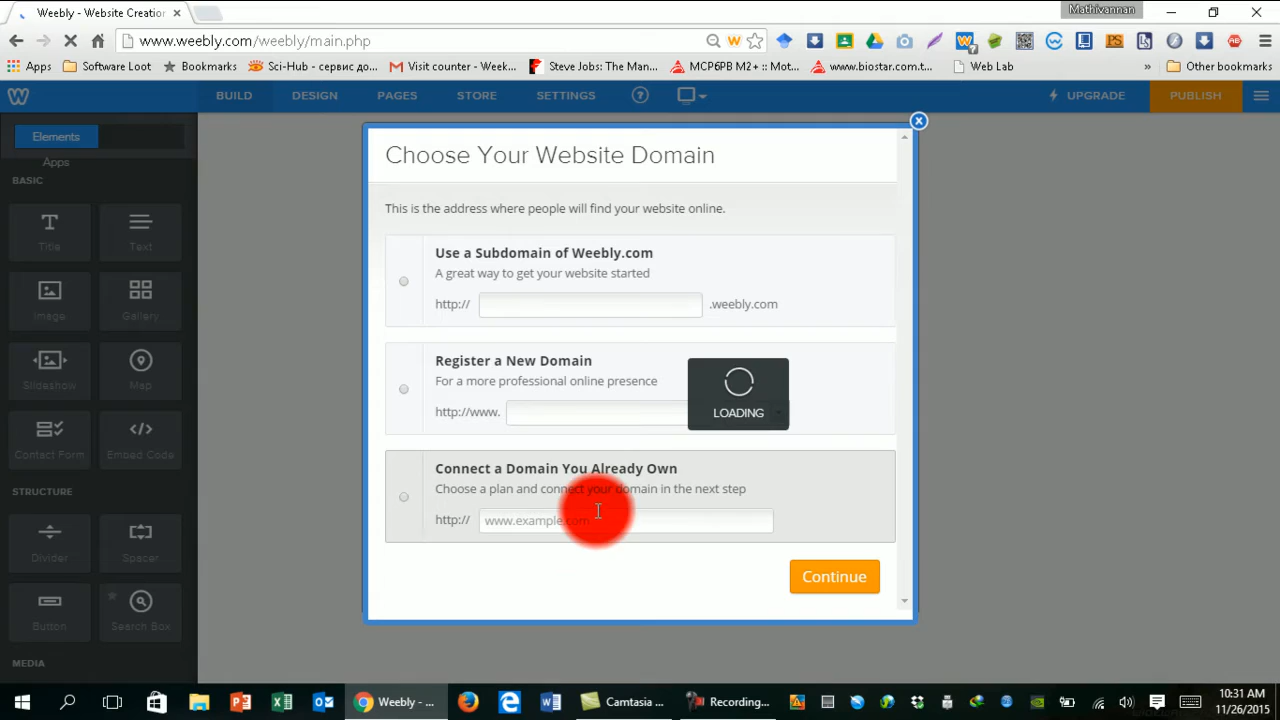 Weebly - Website Creation
Mathivannan
www.weebly.com/weebly/main.php
Apps
Software Loot
Bookmarks
Sci-Hub - сервис до...
Visit counter - Week...
Steve Jobs: The Man...
MCP6PB M2+ :: Mot...
www.biostar.com.t...
Web Lab
»
Other bookmarks
BUILD
DESIGN
PAGES
STORE
SETTINGS
UPGRADE
PUBLISH
Elements
Apps
BASIC
Title
Text
Image
Gallery
Slideshow
Map
Contact Form
Embed Code
STRUCTURE
Divider
Spacer
Button
Search Box
MEDIA
Choose Your Website Domain
This is the address where people will find your website online.
Use a Subdomain of Weebly.com
A great way to get your website started
http:// .weebly.com
Register a New Domain
For a more professional online presence
http://www.
LOADING
Connect a Domain You Already Own
Choose a plan and connect your domain in the next step
http:// www.example.com
Continue
Weebly - ...
Camtasia ...
Recording...
10:31 AM
11/26/2015